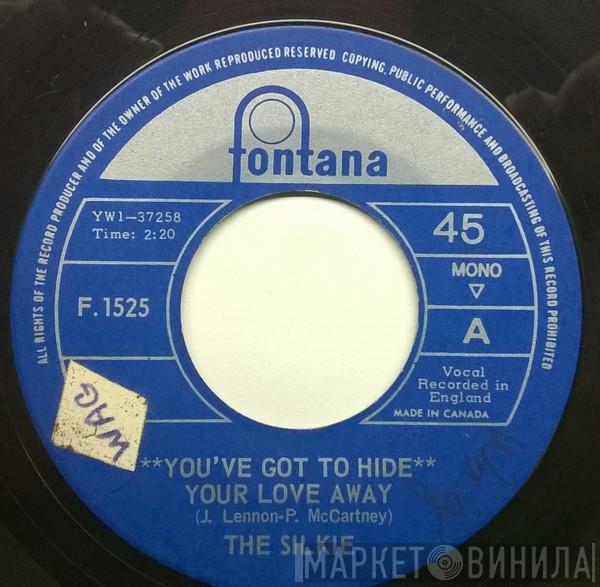 ALL RIGHTS OF THE RECORD PRODUCER AND OF THE OWNER OF THE WORK REPRODUCED RESERVED COPYING, PUBLIC PERFORMANCE AND BROADCASTING OF THIS RECORD PROHIBITED
fontana
YW1-37258
Time: 2:20
F.1525
45
MONO
A
Vocal
Recorded in
England
MADE IN CANADA
WAG
**YOU'VE GOT TO HIDE**
YOUR LOVE AWAY
(J. Lennon-P. McCartney)
THE SILKIE
МАРКЕТ ВИНИЛА